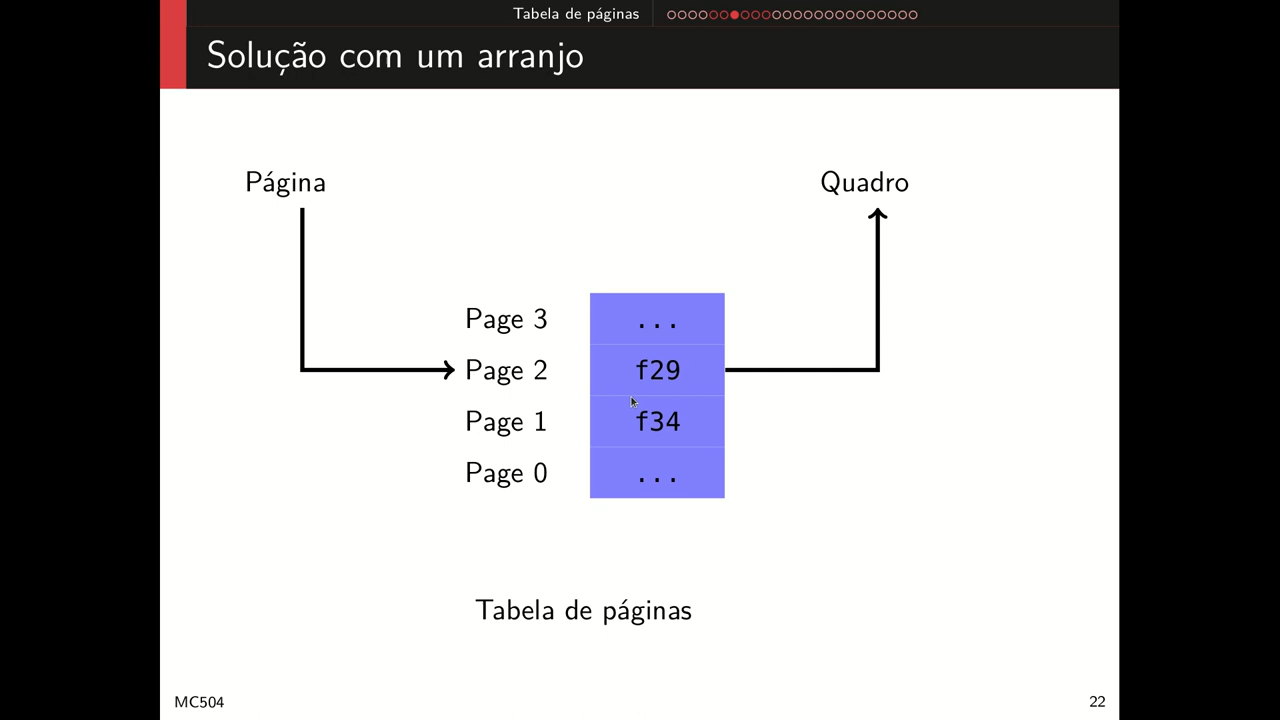 Tabela de páginas
Solução com um arranjo
Página
Quadro
Page 3 ...
Page 2 f29
Page 1 f34
Page 0 ...
Tabela de páginas
MC504
22